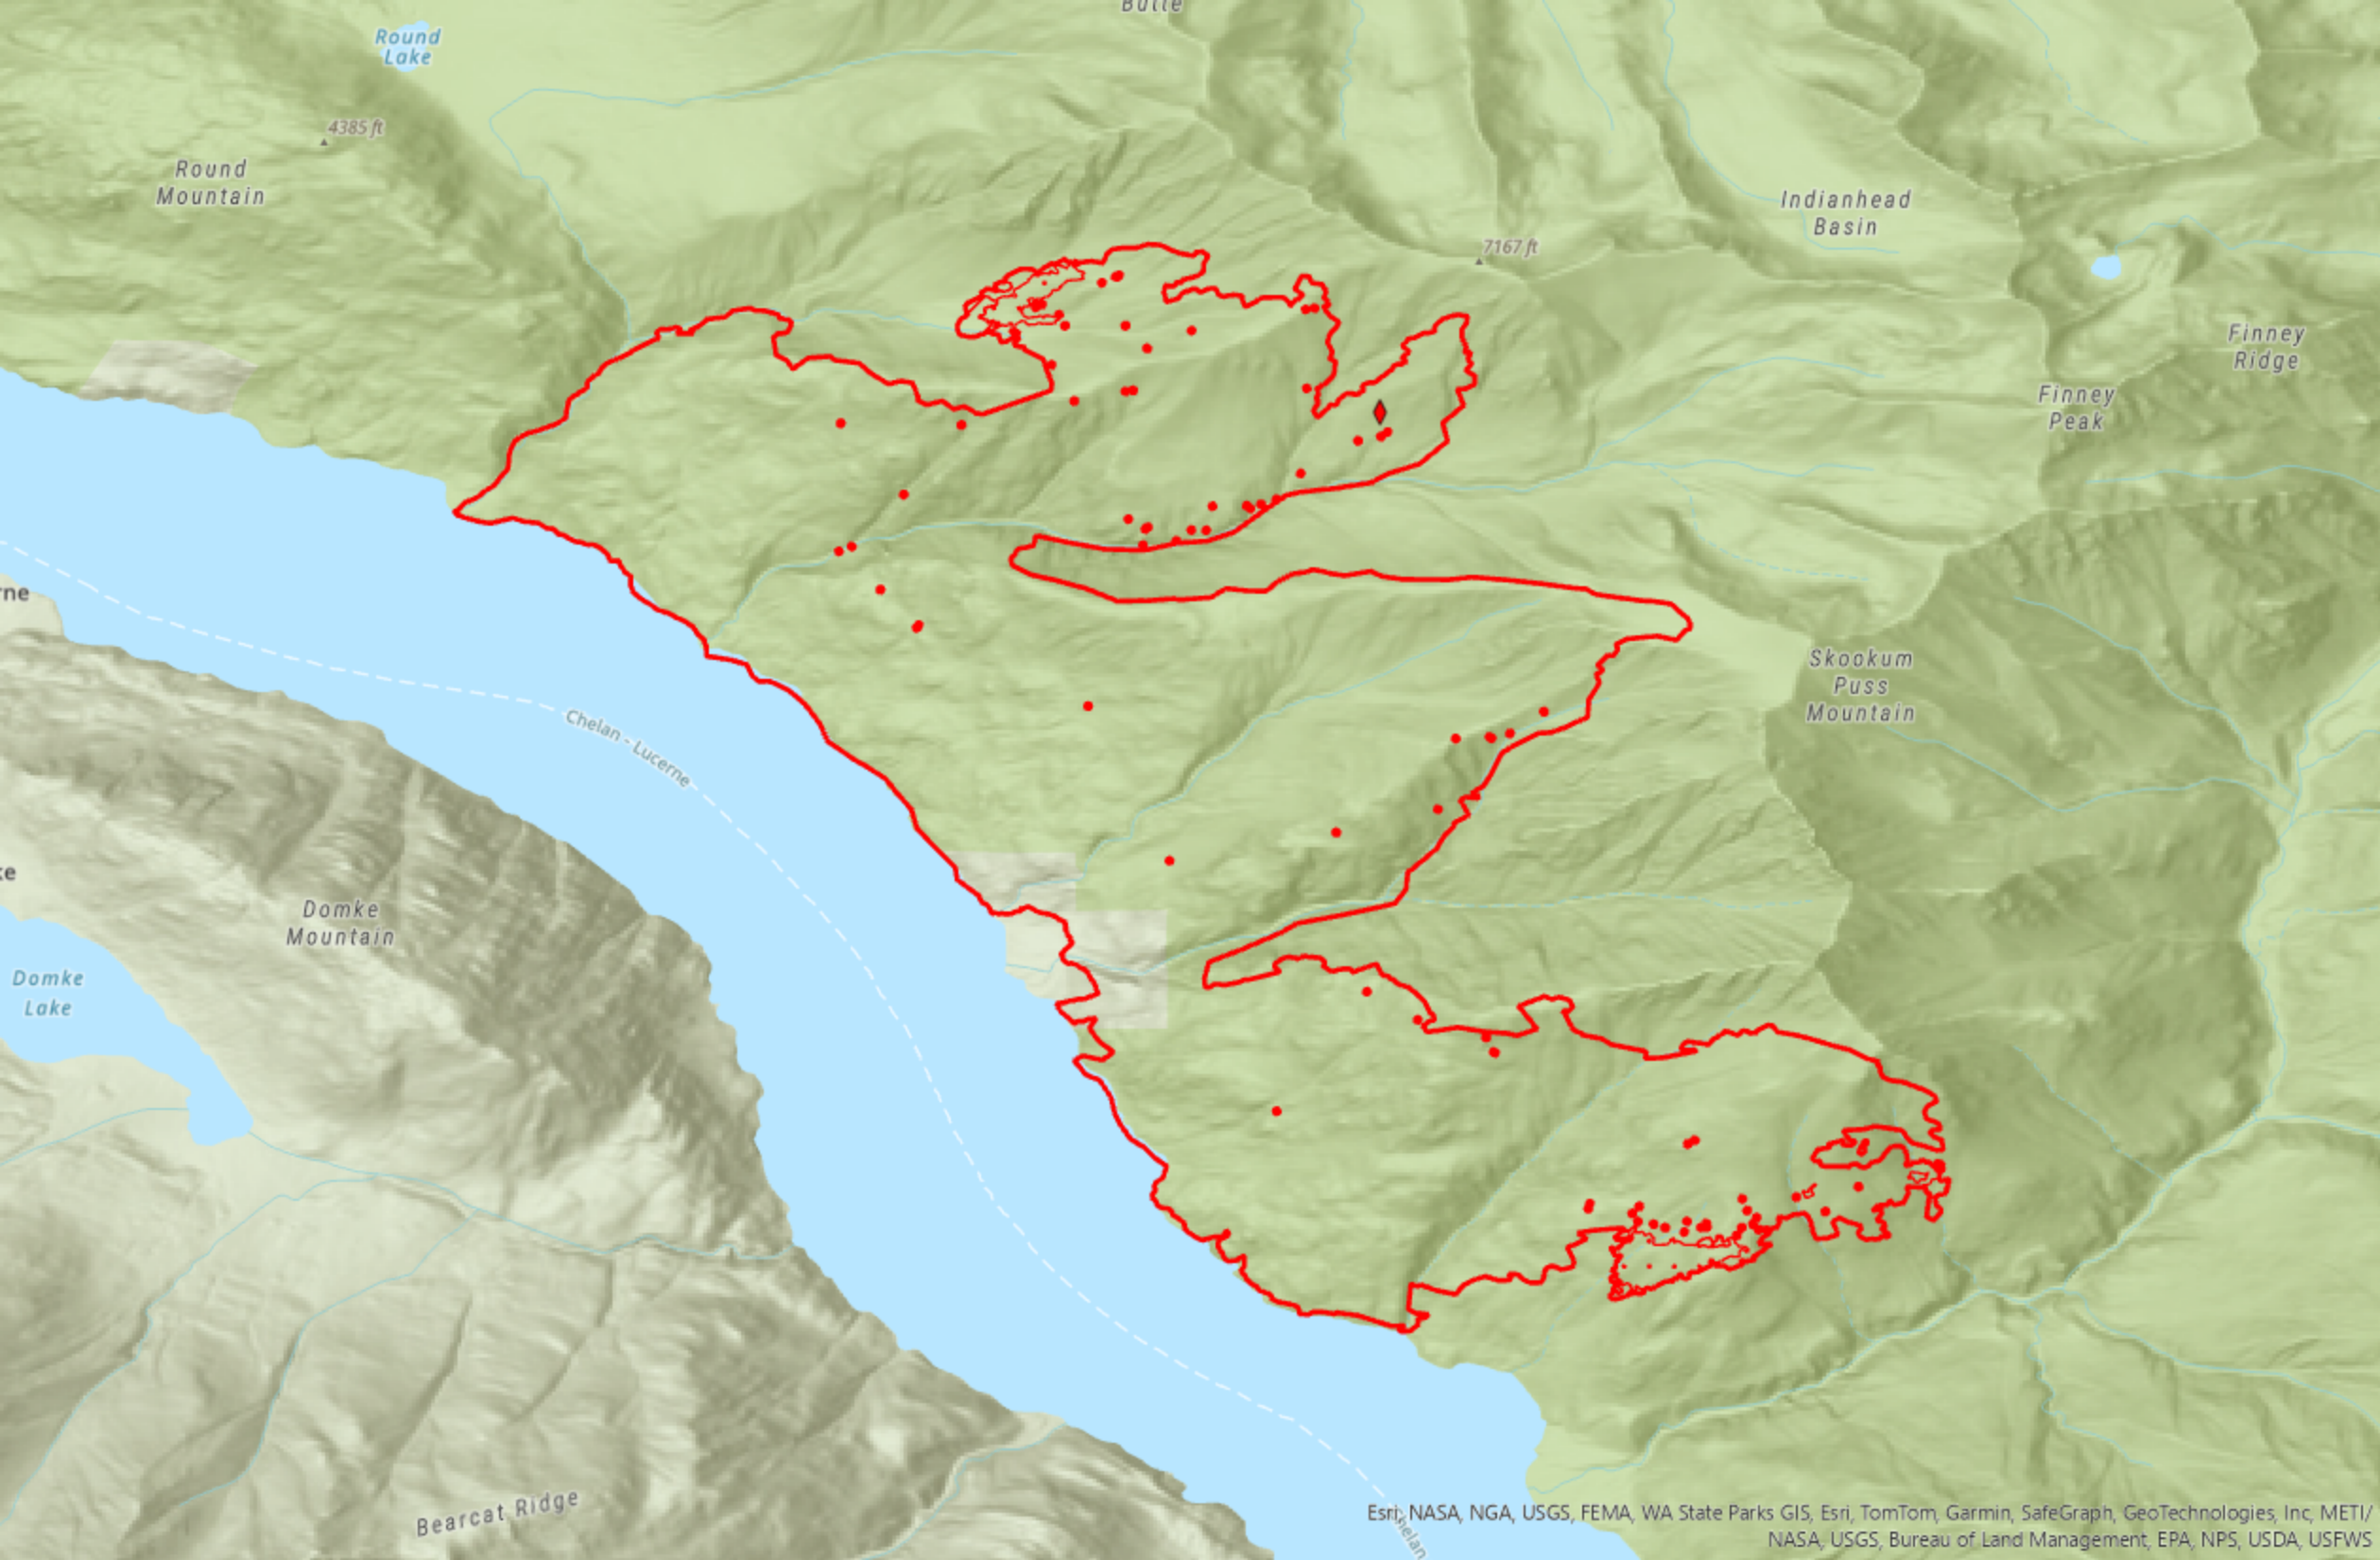 Butte
Round
Lake
4385 ft
Round
Mountain
Indianhead
Basin
7167 ft
Finney
Ridge
Finney
Peak
rne
Skookum
Puss
Mountain
Chelan - Lucerne
ke
Domke
Mountain
Domke
Lake
Bearcat Ridge
Chelan
Esri, NASA, NGA, USGS, FEMA, WA State Parks GIS, Esri, TomTom, Garmin, SafeGraph, GeoTechnologies, Inc, METI/
NASA, USGS, Bureau of Land Management, EPA, NPS, USDA, USFWS